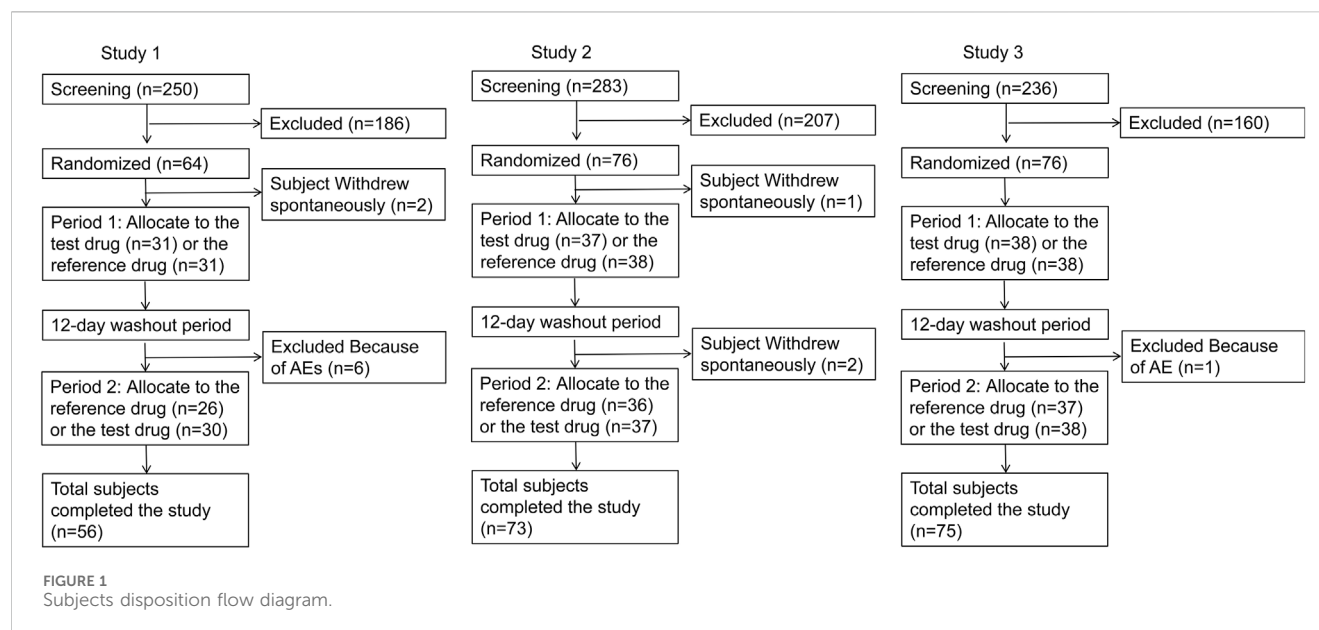 Study 1
Screening (n=250)
Excluded (n=186)
Randomized (n=64)
Subject Withdrew
spontaneously (n=2)
Period 1: Allocate to the
test drug (n=31) or the
reference drug (n=31)
12-day washout period
Excluded Because
of AEs (n=6)
Period 2: Allocate to the
reference drug (n=26)
or the test drug (n=30)
Total subjects
completed the study
(n=56)
Study 2
Screening (n=283)
Excluded (n=207)
Randomized (n=76)
Subject Withdrew
spontaneously (n=1)
Period 1: Allocate to the
test drug (n=37) or the
reference drug (n=38)
12-day washout period
Subject Withdrew
spontaneously (n=2)
Period 2: Allocate to the
reference drug (n=36)
or the test drug (n=37)
Total subjects
completed the study
(n=73)
Study 3
Screening (n=236)
Excluded (n=160)
Randomized (n=76)
Period 1: Allocate to the
test drug (n=38) or the
reference drug (n=38)
12-day washout period
Excluded Because
of AE (n=1)
Period 2: Allocate to the
reference drug (n=37)
or the test drug (n=38)
Total subjects
completed the study
(n=75)
FIGURE 1
Subjects disposition flow diagram.